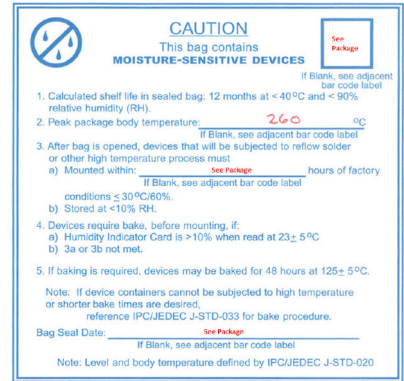 CAUTION
This bag contains
MOISTURE-SENSITIVE DEVICES
See
Package
If Blank, see adjacent
bar code label
1. Calculated shelf life in sealed bag: 12 months at < 40°C and < 90%
relative humidity (RH).
2. Peak package body temperature: 260 °C
If Blank, see adjacent bar code label
3. After bag is opened, devices that will be subjected to reflow solder
or other high temperature process must
a) Mounted within: See Package hours of factory
If Blank, see adjacent bar code label
conditions ≤ 30°C/60%.
b) Stored at <10% RH.
4. Devices require bake, before mounting, if:
a) Humidity Indicator Card is >10% when read at 23± 5°C
b) 3a or 3b not met.
5. If baking is required, devices may be baked for 48 hours at 125± 5°C.
Note: If device containers cannot be subjected to high temperature
or shorter bake times are desired,
reference IPC/JEDEC J-STD-033 for bake procedure.
Bag Seal Date: See Package
If Blank, see adjacent bar code label
Note: Level and body temperature defined by IPC/JEDEC J-STD-020